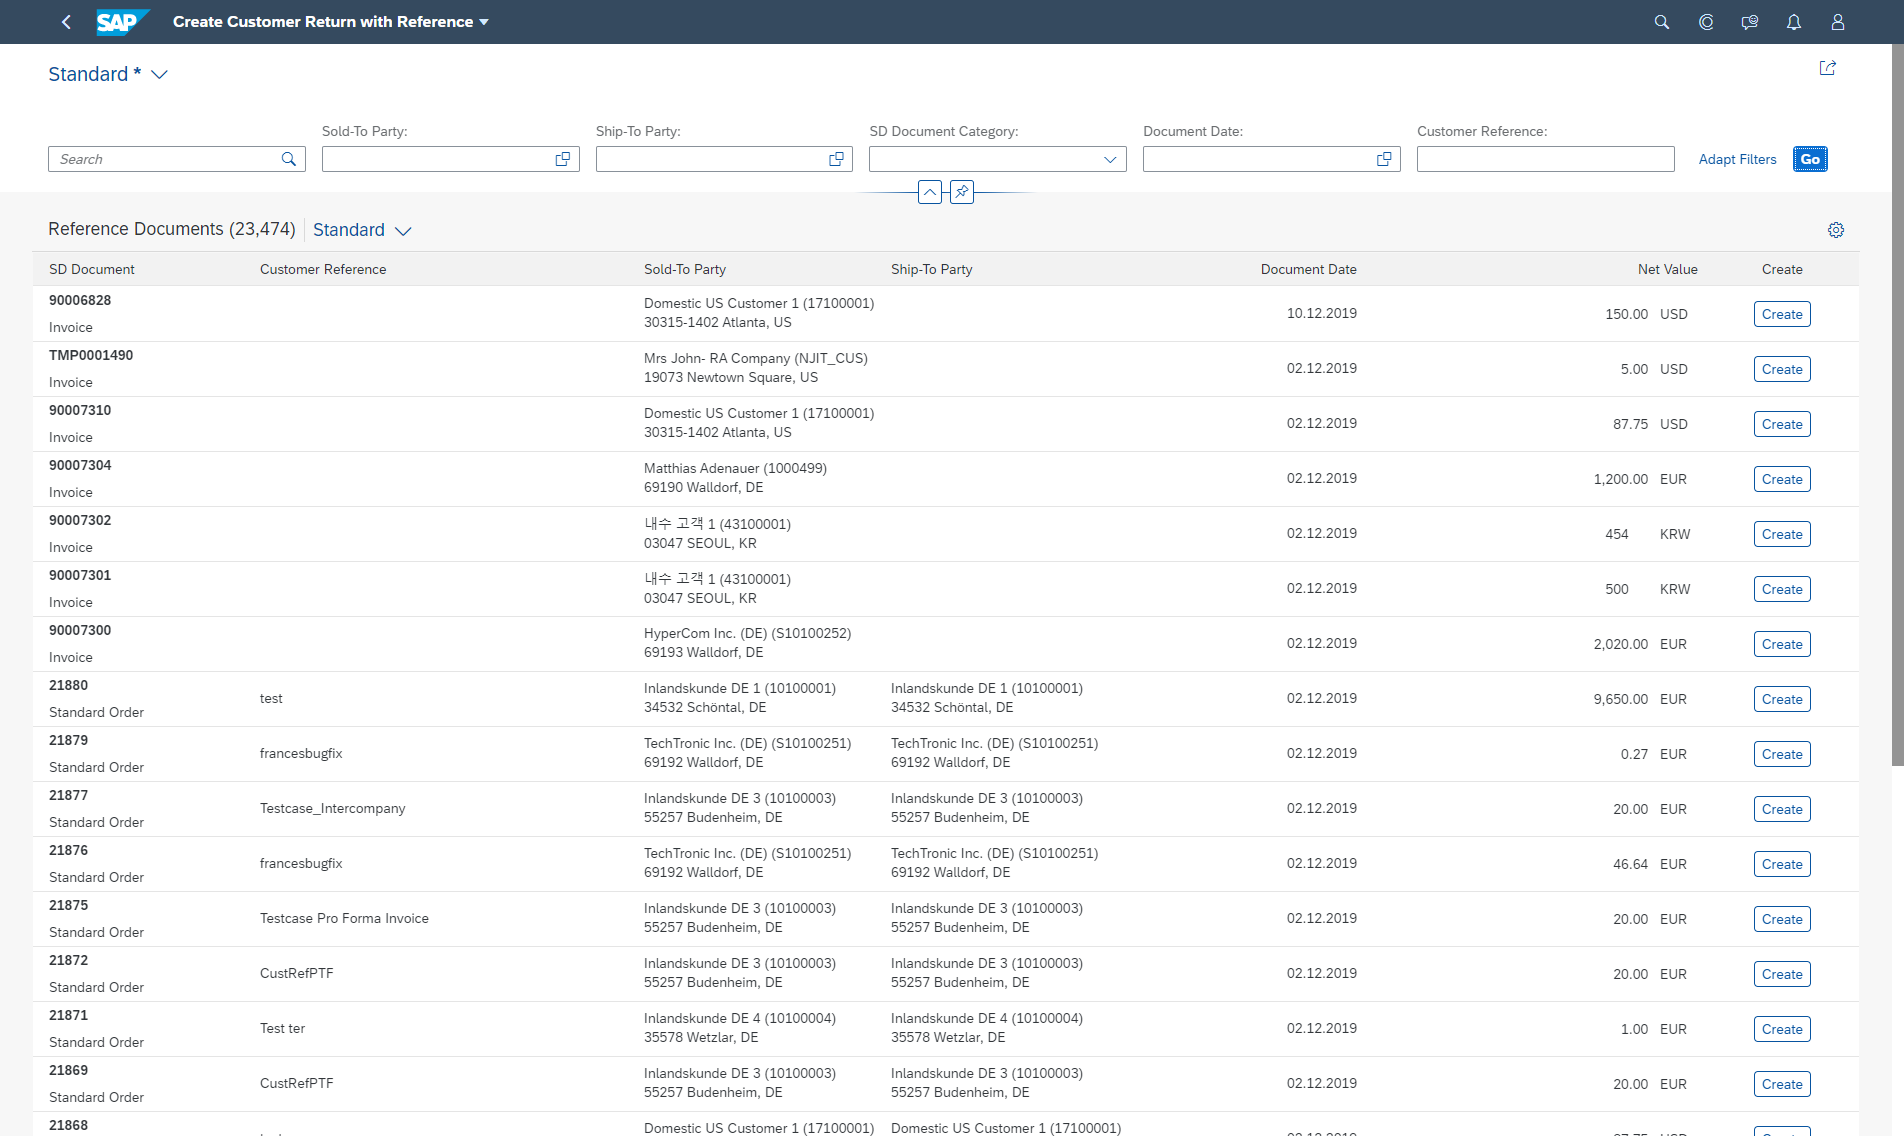 SAP Create Customer Return with Reference
Standard *
Sold-To Party: Ship-To Party: SD Document Category: Document Date: Customer Reference:
Search Adapt Filters Go
Reference Documents (23,474) Standard
SD Document Customer Reference Sold-To Party Ship-To Party Document Date Net Value Create
90006828
Invoice
Domestic US Customer 1 (17100001)
30315-1402 Atlanta, US
10.12.2019 150.00 USD Create
TMP0001490
Invoice
Mrs John- RA Company (NJIT_CUS)
19073 Newtown Square, US
02.12.2019 5.00 USD Create
90007310
Invoice
Domestic US Customer 1 (17100001)
30315-1402 Atlanta, US
02.12.2019 87.75 USD Create
90007304
Invoice
Matthias Adenauer (1000499)
69190 Walldorf, DE
02.12.2019 1,200.00 EUR Create
90007302
Invoice
내수 고객 1 (43100001)
03047 SEOUL, KR
02.12.2019 454 KRW Create
90007301
Invoice
내수 고객 1 (43100001)
03047 SEOUL, KR
02.12.2019 500 KRW Create
90007300
Invoice
HyperCom Inc. (DE) (S10100252)
69193 Walldorf, DE
02.12.2019 2,020.00 EUR Create
21880
Standard Order
test
Inlandskunde DE 1 (10100001)
34532 Schöntal, DE
Inlandskunde DE 1 (10100001)
34532 Schöntal, DE
02.12.2019 9,650.00 EUR Create
21879
Standard Order
francesbugfix
TechTronic Inc. (DE) (S10100251)
69192 Walldorf, DE
TechTronic Inc. (DE) (S10100251)
69192 Walldorf, DE
02.12.2019 0.27 EUR Create
21877
Standard Order
Testcase_Intercompany
Inlandskunde DE 3 (10100003)
55257 Budenheim, DE
Inlandskunde DE 3 (10100003)
55257 Budenheim, DE
02.12.2019 20.00 EUR Create
21876
Standard Order
francesbugfix
TechTronic Inc. (DE) (S10100251)
69192 Walldorf, DE
TechTronic Inc. (DE) (S10100251)
69192 Walldorf, DE
02.12.2019 46.64 EUR Create
21875
Standard Order
Testcase Pro Forma Invoice
Inlandskunde DE 3 (10100003)
55257 Budenheim, DE
Inlandskunde DE 3 (10100003)
55257 Budenheim, DE
02.12.2019 20.00 EUR Create
21872
Standard Order
CustRefPTF
Inlandskunde DE 3 (10100003)
55257 Budenheim, DE
Inlandskunde DE 3 (10100003)
55257 Budenheim, DE
02.12.2019 20.00 EUR Create
21871
Standard Order
Test ter
Inlandskunde DE 4 (10100004)
35578 Wetzlar, DE
Inlandskunde DE 4 (10100004)
35578 Wetzlar, DE
02.12.2019 1.00 EUR Create
21869
Standard Order
CustRefPTF
Inlandskunde DE 3 (10100003)
55257 Budenheim, DE
Inlandskunde DE 3 (10100003)
55257 Budenheim, DE
02.12.2019 20.00 EUR Create
21868
Domestic US Customer 1 (17100001)
Domestic US Customer 1 (17100001)